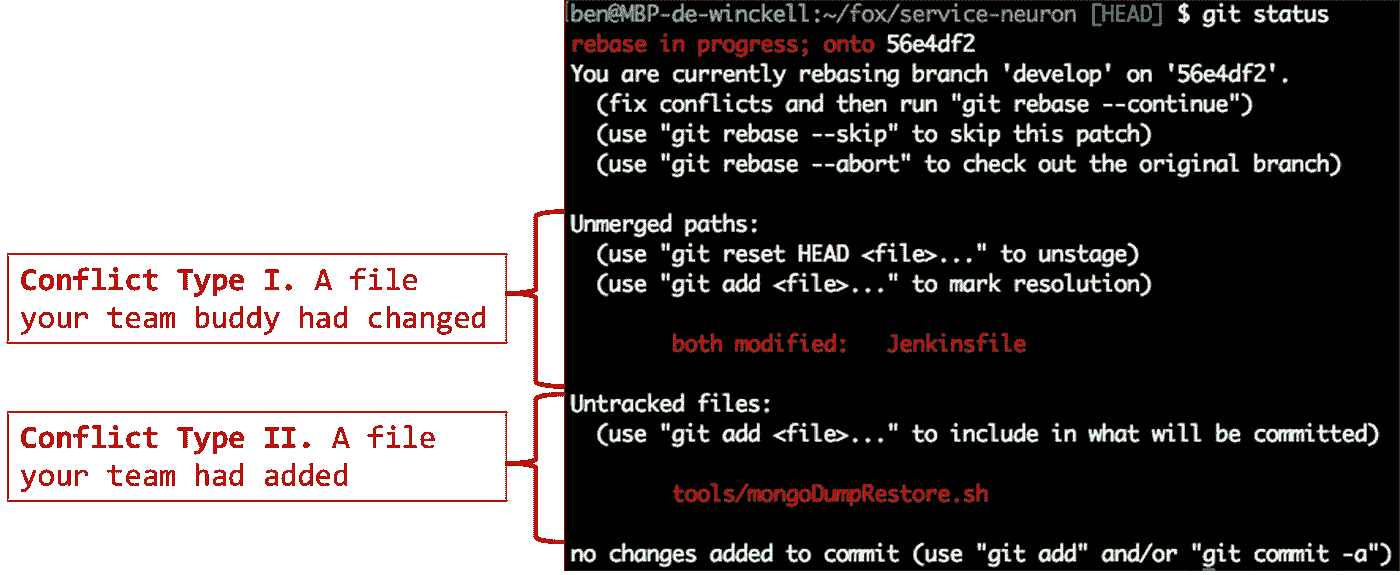 ben@MBP-de-winckell:~/fox/service-neuron [HEAD] $ git status
rebase in progress; onto 56e4df2
You are currently rebasing branch 'develop' on '56e4df2'.
(fix conflicts and then run "git rebase --continue")
(use "git rebase --skip" to skip this patch)
(use "git rebase --abort" to check out the original branch)
Unmerged paths:
(use "git reset HEAD <file>..." to unstage)
(use "git add <file>..." to mark resolution)
both modified: Jenkinsfile
Untracked files:
(use "git add <file>..." to include in what will be committed)
tools/mongoDumpRestore.sh
no changes added to commit (use "git add" and/or "git commit -a")
Conflict Type I. A file
your team buddy had changed
Conflict Type II. A file
your team had added